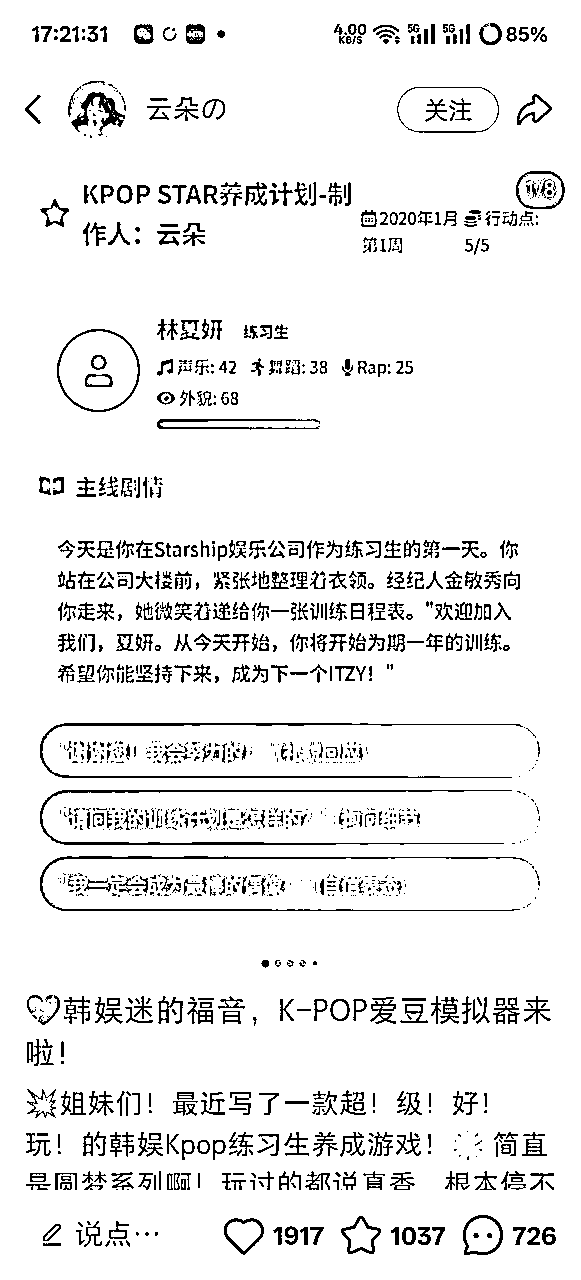 17:21:31 4.00 KB/S 5G 5G 85%
云朵の 关注
KPOP STAR养成计划-制
作人：云朵
1/8
2020年1月 行动点:
第1周 5/5
林夏妍 练习生
声乐: 42 舞蹈: 38 Rap: 25
外貌: 68
主线剧情
今天是你在Starship娱乐公司作为练习生的第一天。你
站在公司大楼前，紧张地整理着衣领。经纪人金敏秀向
你走来，她微笑着递给你一张训练日程表。"欢迎加入
我们，夏妍。从今天开始，你将开始为期一年的训练。
希望你能坚持下来，成为下一个ITZY！"
"谢谢您！我会努力的！"（礼貌回应）
"请问我的训练计划是怎样的？"（询问细节）
"我一定会成为最棒的偶像！"（自信表态）
韩娱迷的福音，K-POP爱豆模拟器来
啦！
姐妹们！最近写了一款超！级！好！
玩！的韩娱Kpop练习生养成游戏！ 简直
是圆梦系列啊！玩过的都说真香，根本停不
说点… 1917 1037 726